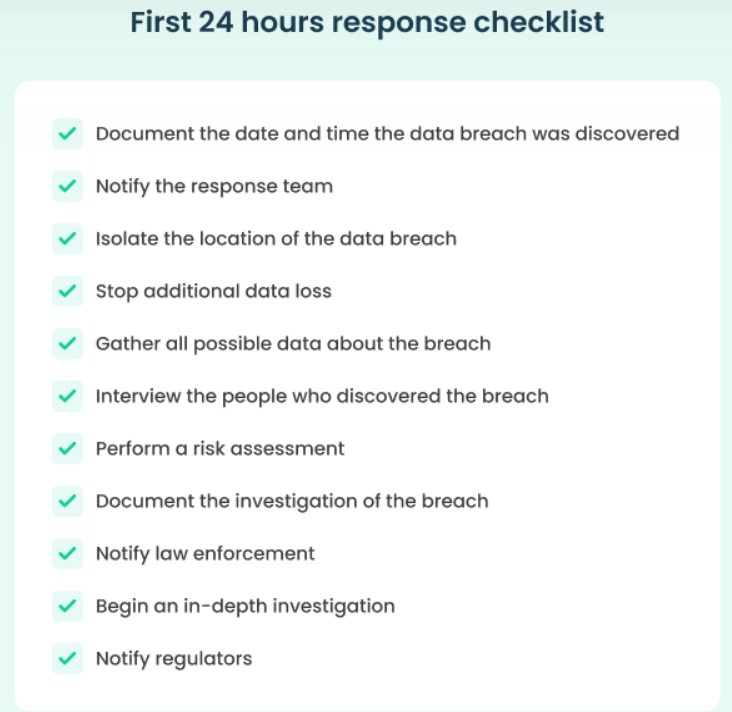 First 24 hours response checklist
Document the date and time the data breach was discovered
Notify the response team
Isolate the location of the data breach
Stop additional data loss
Gather all possible data about the breach
Interview the people who discovered the breach
Perform a risk assessment
Document the investigation of the breach
Notify law enforcement
Begin an in-depth investigation
Notify regulators